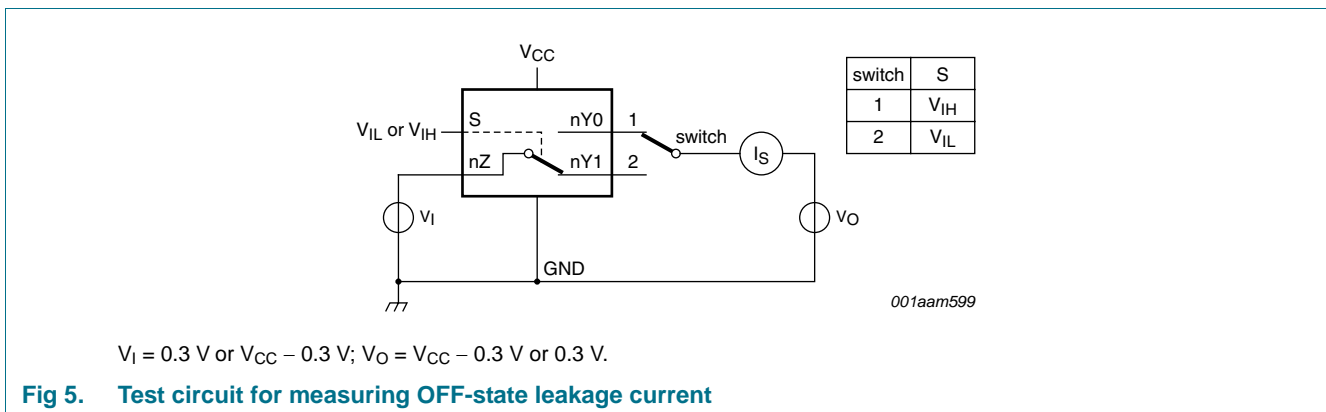 VCC
switch S
1 VIH
2 VIL
VIL or VIH S nY0 1 switch IS
nZ nY1 2
VI VO
GND
001aam599
VI = 0.3 V or VCC − 0.3 V; VO = VCC − 0.3 V or 0.3 V.
Fig 5. Test circuit for measuring OFF-state leakage current